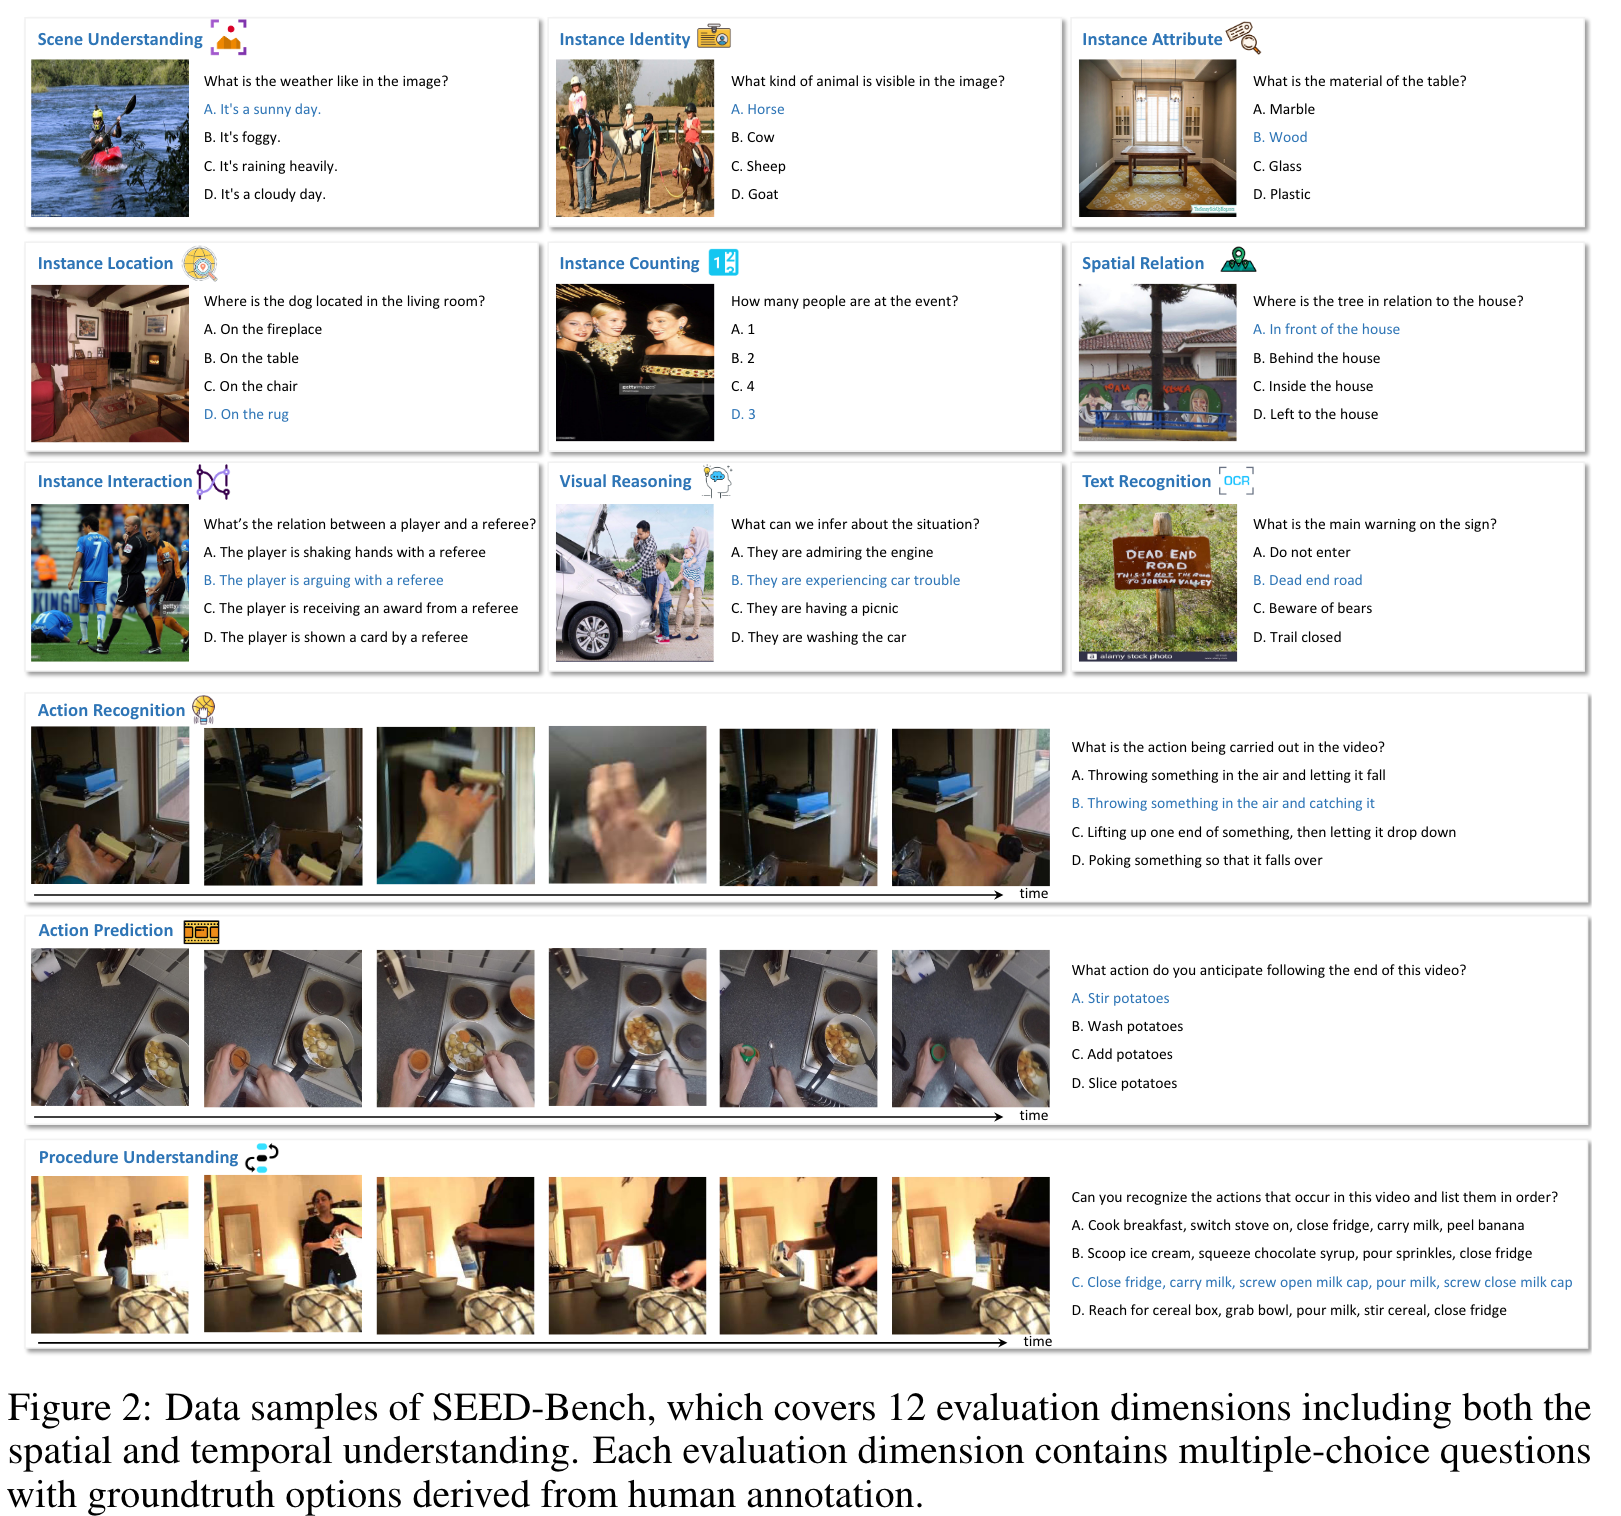 Scene Understanding
What is the weather like in the image?
A. It's a sunny day.
B. It's foggy.
C. It's raining heavily.
D. It's a cloudy day.
Instance Identity
What kind of animal is visible in the image?
A. Horse
B. Cow
C. Sheep
D. Goat
Instance Attribute
What is the material of the table?
A. Marble
B. Wood
C. Glass
D. Plastic
Instance Location
Where is the dog located in the living room?
A. On the fireplace
B. On the table
C. On the chair
D. On the rug
Instance Counting
How many people are at the event?
A. 1
B. 2
C. 4
D. 3
gettyimages
Spatial Relation
Where is the tree in relation to the house?
A. In front of the house
B. Behind the house
C. Inside the house
D. Left to the house
Instance Interaction
7
KINGD
What’s the relation between a player and a referee?
A. The player is shaking hands with a referee
B. The player is arguing with a referee
C. The player is receiving an award from a referee
D. The player is shown a card by a referee
Visual Reasoning
What can we infer about the situation?
A. They are admiring the engine
B. They are experiencing car trouble
C. They are having a picnic
D. They are washing the car
Text Recognition
OCR
DEAD END
ROAD
THIS IS NOT THE ROAD
TO JORDAN VALLEY
a alamy stock photo
What is the main warning on the sign?
A. Do not enter
B. Dead end road
C. Beware of bears
D. Trail closed
Action Recognition
time
What is the action being carried out in the video?
A. Throwing something in the air and letting it fall
B. Throwing something in the air and catching it
C. Lifting up one end of something, then letting it drop down
D. Poking something so that it falls over
Action Prediction
time
What action do you anticipate following the end of this video?
A. Stir potatoes
B. Wash potatoes
C. Add potatoes
D. Slice potatoes
Procedure Understanding
time
Can you recognize the actions that occur in this video and list them in order?
A. Cook breakfast, switch stove on, close fridge, carry milk, peel banana
B. Scoop ice cream, squeeze chocolate syrup, pour sprinkles, close fridge
C. Close fridge, carry milk, screw open milk cap, pour milk, screw close milk cap
D. Reach for cereal box, grab bowl, pour milk, stir cereal, close fridge
Figure 2: Data samples of SEED-Bench, which covers 12 evaluation dimensions including both the
spatial and temporal understanding. Each evaluation dimension contains multiple-choice questions
with groundtruth options derived from human annotation.